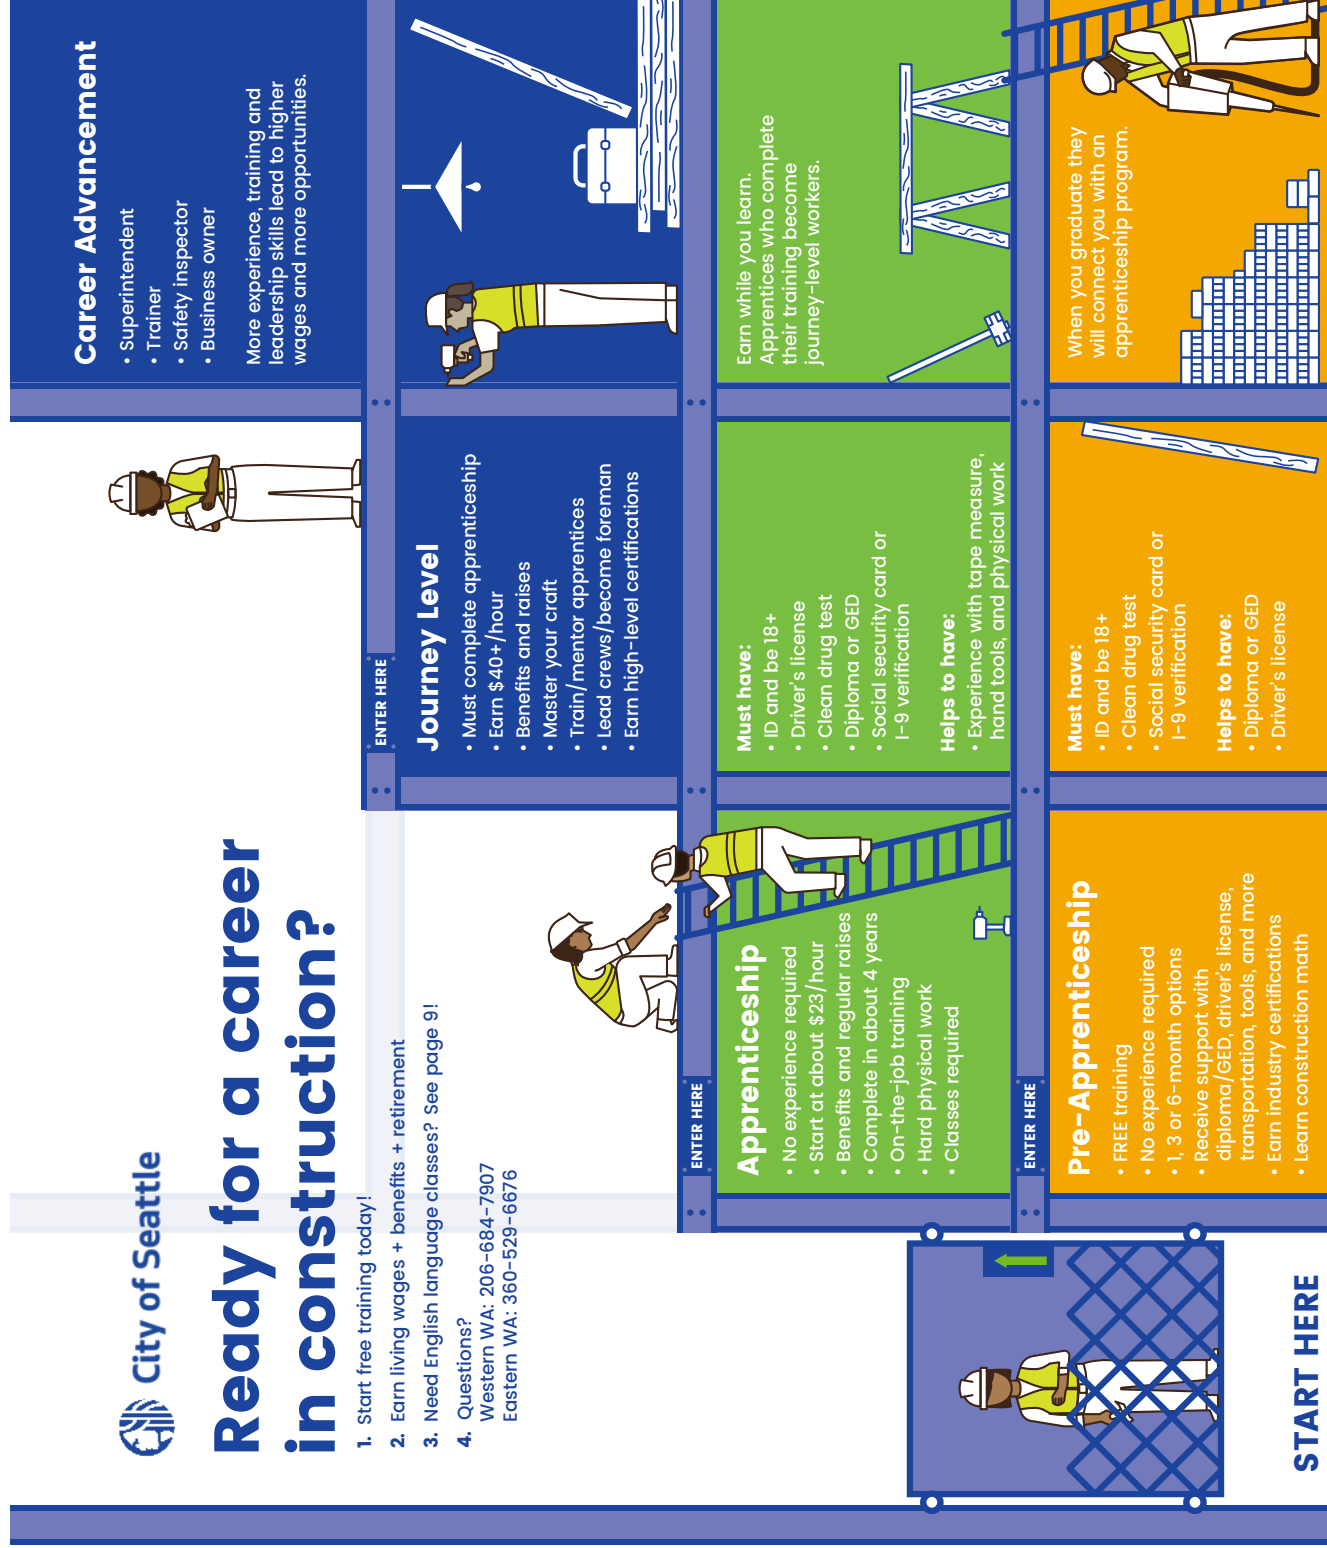 City of Seattle
Ready for a career
in construction?
1. Start free training today!
2. Earn living wages + benefits + retirement
3. Need English language classes? See page 9!
4. Questions?
Western WA: 206-684-7907
Eastern WA: 360-529-6676
Career Advancement
• Superintendent
• Trainer
• Safety inspector
• Business owner
More experience, training and
leadership skills lead to higher
wages and more opportunities.
ENTER HERE
Journey Level
• Must complete apprenticeship
• Earn $40+/hour
• Benefits and raises
• Master your craft
• Train/mentor apprentices
• Lead crews/become foreman
• Earn high-level certifications
ENTER HERE
Apprenticeship
• No experience required
• Start at about $23/hour
• Benefits and regular raises
• Complete in about 4 years
• On-the-job training
• Hard physical work
• Classes required
Must have:
• ID and be 18+
• Driver's license
• Clean drug test
• Diploma or GED
• Social security card or
I-9 verification
Helps to have:
• Experience with tape measure,
hand tools, and physical work
Earn while you learn.
Apprentices who complete
their training become
journey-level workers.
ENTER HERE
Pre-Apprenticeship
• FREE training
• No experience required
• 1, 3 or 6-month options
• Receive support with
diploma/GED, driver's license,
transportation, tools, and more
• Earn industry certifications
• Learn construction math
Must have:
• ID and be 18+
• Clean drug test
• Social security card or
I-9 verification
Helps to have:
• Diploma or GED
• Driver's license
When you graduate they
will connect you with an
apprenticeship program.
START HERE